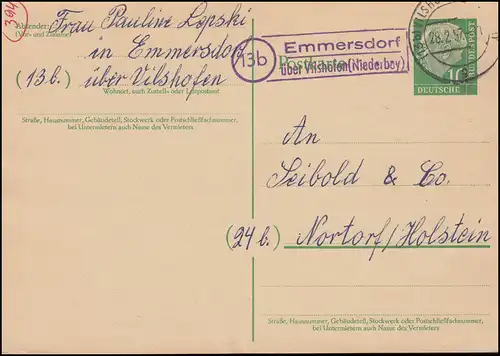 394
Absender:
(Vor- und Zuname)
Frau Pauline Lepski
in Emmersdorf
(13b.) über Vilshofen
Wohnort, auch Zustell- oder Leitpostamt
Straße, Hausnummer, Gebäudeteil, Stockwerk oder Postschließfachnummer,
bei Untermietern auch Name des Vermieters
13b
Emmersdorf
über Vilshofen (Niederbay)
Postkarte
28.2.57
10
DEUTSCHE
BUNDESPOST
An
Seibold & Co.
(24b.) Nortorf/Holstein
Straße, Hausnummer, Gebäudeteil, Stockwerk oder Postschließfachnummer,
bei Untermietern auch Name des Vermieters